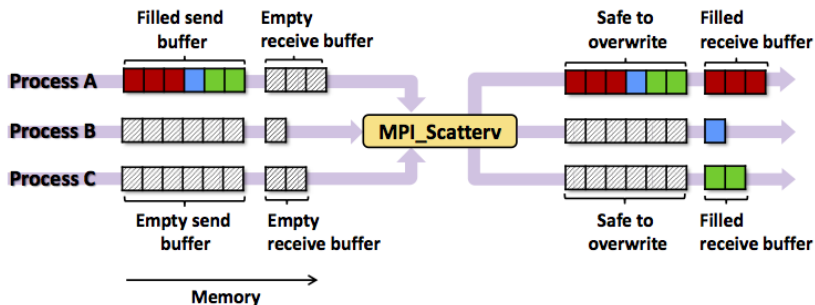 Filled send
buffer
Empty
receive buffer
Safe to
overwrite
Filled
receive buffer
Process A
Process B
MPI_Scatterv
Process C
Empty send
buffer
Empty
receive buffer
Safe to
overwrite
Filled
receive buffer
Memory